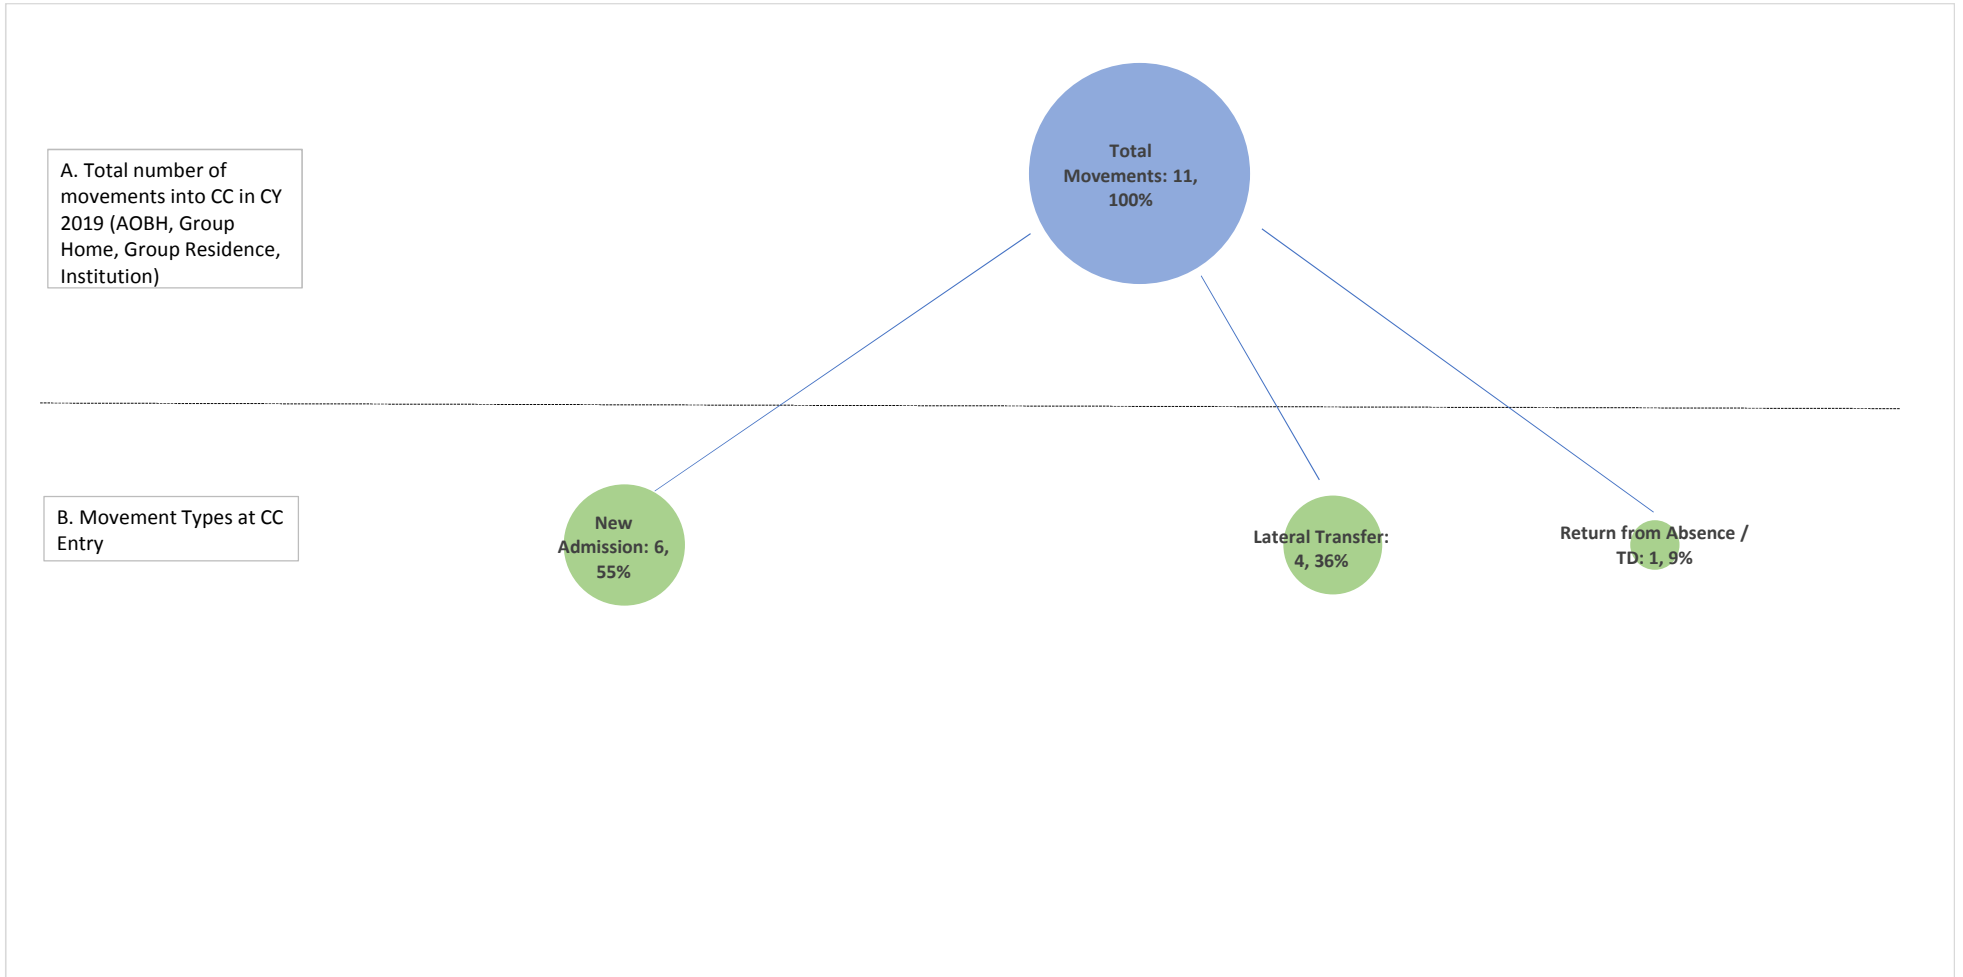 Total
Movements: 11,
100%
A. Total number of
movements into CC in CY
2019 (AOBH, Group
Home, Group Residence,
Institution)
B. Movement Types at CC
Entry
New
Admission: 6,
55%
Lateral Transfer:
4, 36%
Return from Absence /
TD: 1, 9%